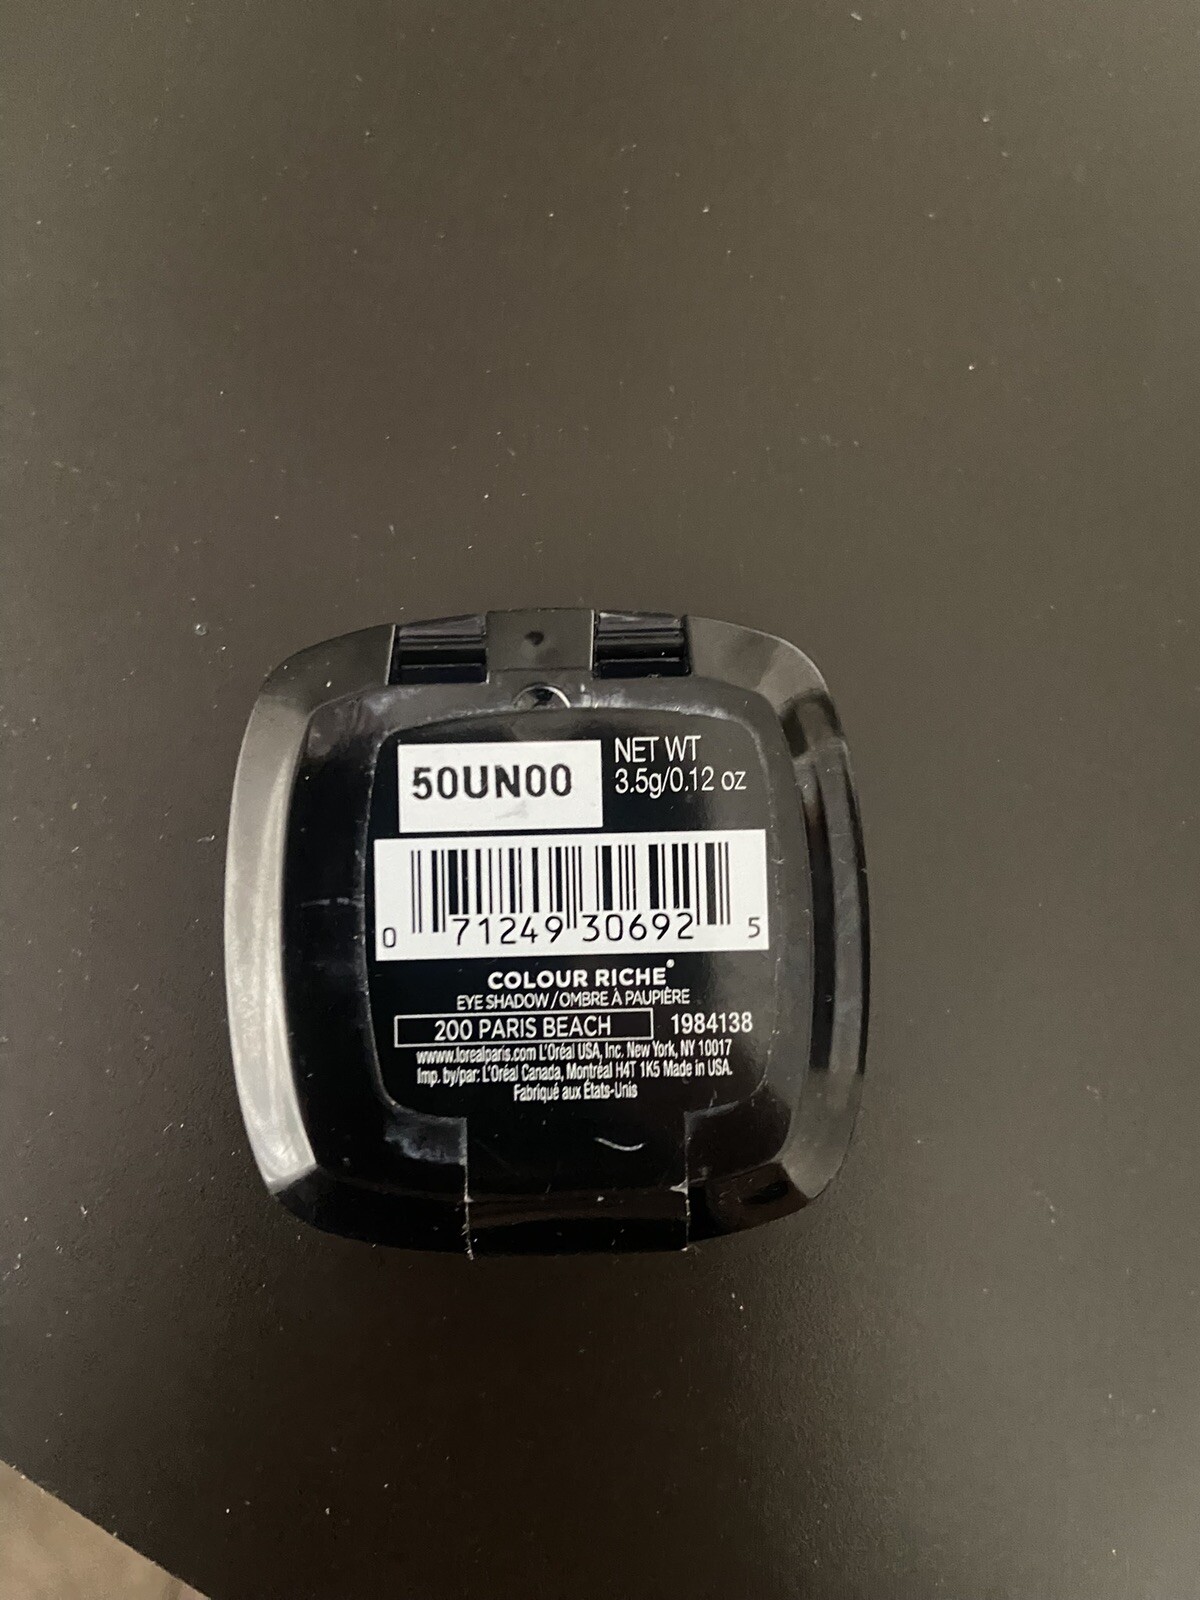 50UN00
NET WT
3.5g/0.12 oz
0 71249 30692 5
COLOUR RICHE®
EYE SHADOW / OMBRE À PAUPIÈRE
200 PARIS BEACH 1984138
www.lorealparis.com L'Oréal USA, Inc. New York, NY 10017
Imp. by/par: L'Oréal Canada, Montréal H4T 1K5 Made in USA.
Fabriqué aux États-Unis